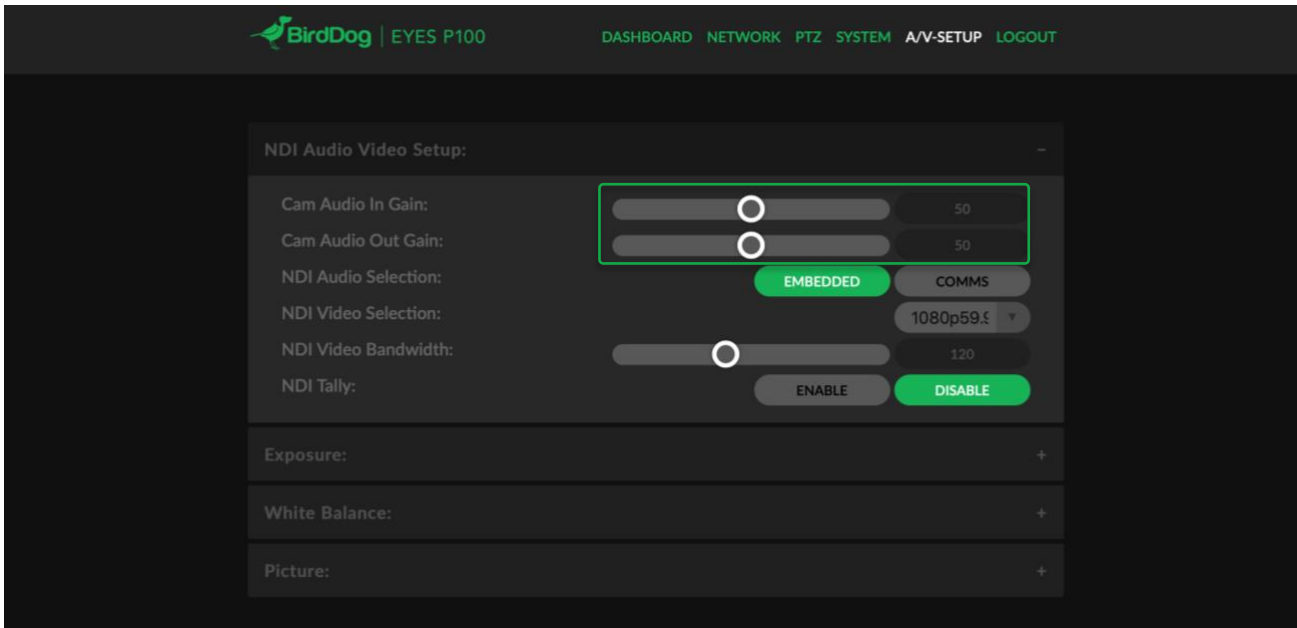 BirdDog | EYES P100 DASHBOARD NETWORK PTZ SYSTEM A/V-SETUP LOGOUT
NDI Audio Video Setup: –
Cam Audio In Gain: 50
Cam Audio Out Gain: 50
NDI Audio Selection: EMBEDDED COMMS
NDI Video Selection: 1080p59.9
NDI Video Bandwidth: 120
NDI Tally: ENABLE DISABLE
Exposure: +
White Balance: +
Picture: +